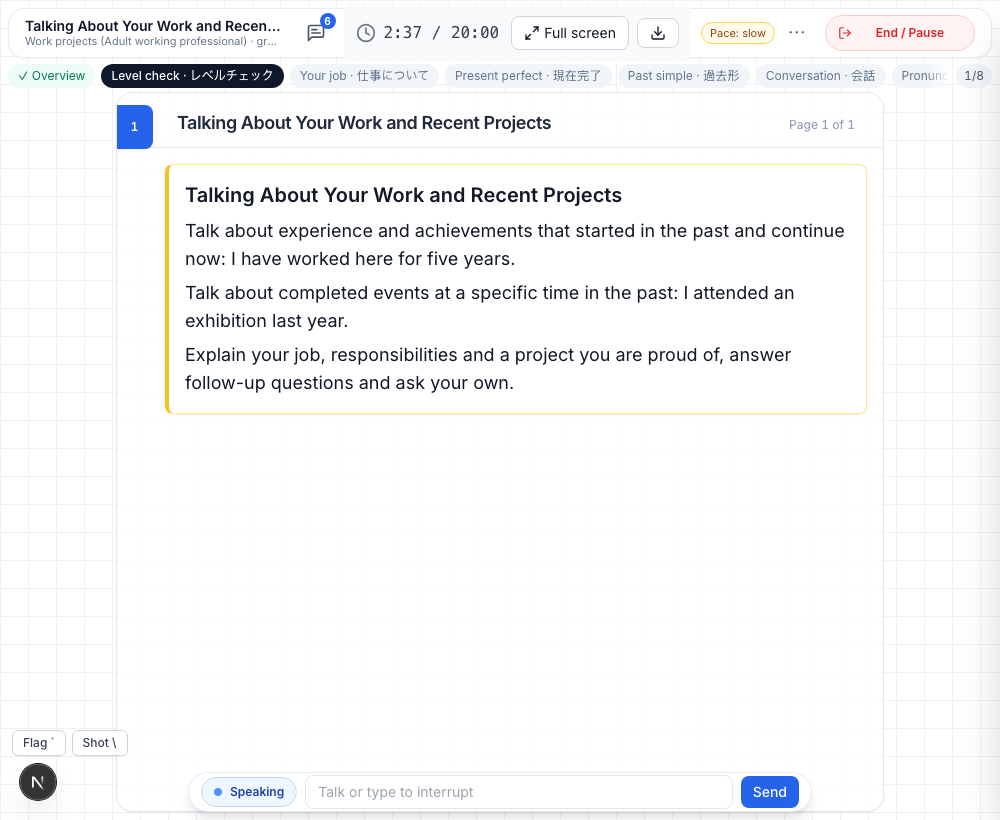 Talking About Your Work and Recen...
Work projects (Adult working professional) · gr...
6
2:37 / 20:00
Full screen
Pace: slow
...
End / Pause
✓ Overview
Level check · レベルチェック
Your job · 仕事について
Present perfect · 現在完了
Past simple · 過去形
Conversation · 会話
Pronunc
1/8
1
Talking About Your Work and Recent Projects
Page 1 of 1
Talking About Your Work and Recent Projects
Talk about experience and achievements that started in the past and continue
now: I have worked here for five years.
Talk about completed events at a specific time in the past: I attended an
exhibition last year.
Explain your job, responsibilities and a project you are proud of, answer
follow-up questions and ask your own.
Flag `
Shot \
N
Speaking
Talk or type to interrupt
Send